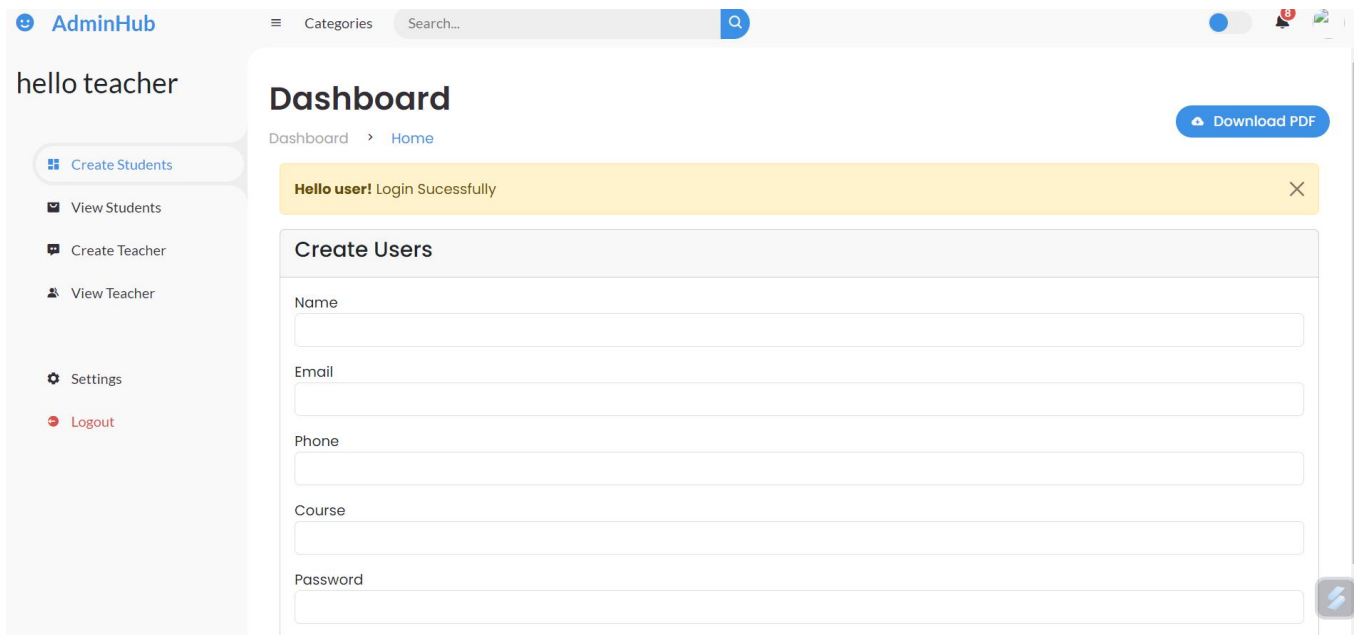 AdminHub
Categories
Search...
8
hello teacher
Dashboard
Download PDF
Dashboard > Home
Create Students
Hello user! Login Sucessfully
View Students
Create Teacher
Create Users
View Teacher
Name
Settings
Email
Logout
Phone
Course
Password